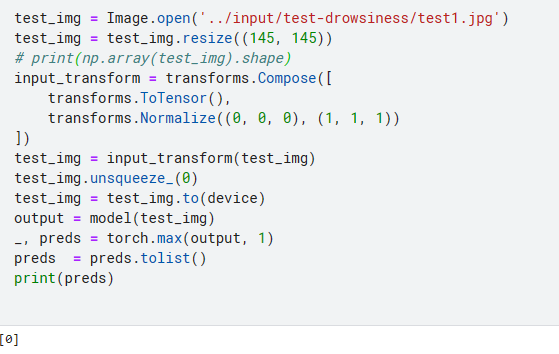 test_img = Image.open('../input/test-drowsiness/test1.jpg')
test_img = test_img.resize((145, 145))
# print(np.array(test_img).shape)
input_transform = transforms.Compose([
    transforms.ToTensor(),
    transforms.Normalize((0, 0, 0), (1, 1, 1))
])
test_img = input_transform(test_img)
test_img.unsqueeze_(0)
test_img = test_img.to(device)
output = model(test_img)
_, preds = torch.max(output, 1)
preds  = preds.tolist()
print(preds)
[0]